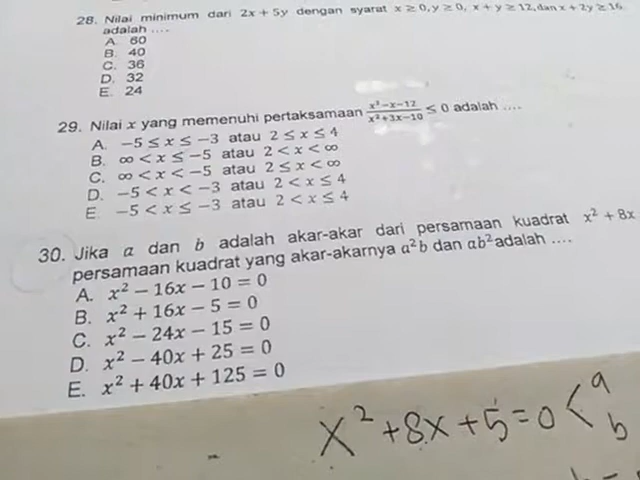 28. Nilai minimum dari 2x + 5y dengan syarat x ≥ 0, y ≥ 0, x + y ≥ 12, dan x + 2y ≥ 16
adalah ....
A. 60
B. 40
C. 36
D. 32
E. 24
29. Nilai x yang memenuhi pertaksamaan (x²-x-12)/(x²+3x-10) ≤ 0 adalah ....
A. −5 ≤ x ≤ −3 atau 2 ≤ x ≤ 4
B. ∞ < x ≤ −5 atau 2 < x < ∞
C. ∞ < x < −5 atau 2 ≤ x < ∞
D. −5 < x < −3 atau 2 < x ≤ 4
E. −5 < x ≤ −3 atau 2 < x ≤ 4
30. Jika a dan b adalah akar-akar dari persamaan kuadrat x² + 8x
persamaan kuadrat yang akar-akarnya a²b dan ab² adalah ....
A. x² − 16x − 10 = 0
B. x² + 16x − 5 = 0
C. x² − 24x − 15 = 0
D. x² − 40x + 25 = 0
E. x² + 40x + 125 = 0
x² + 8x + 5 = 0 < a
b